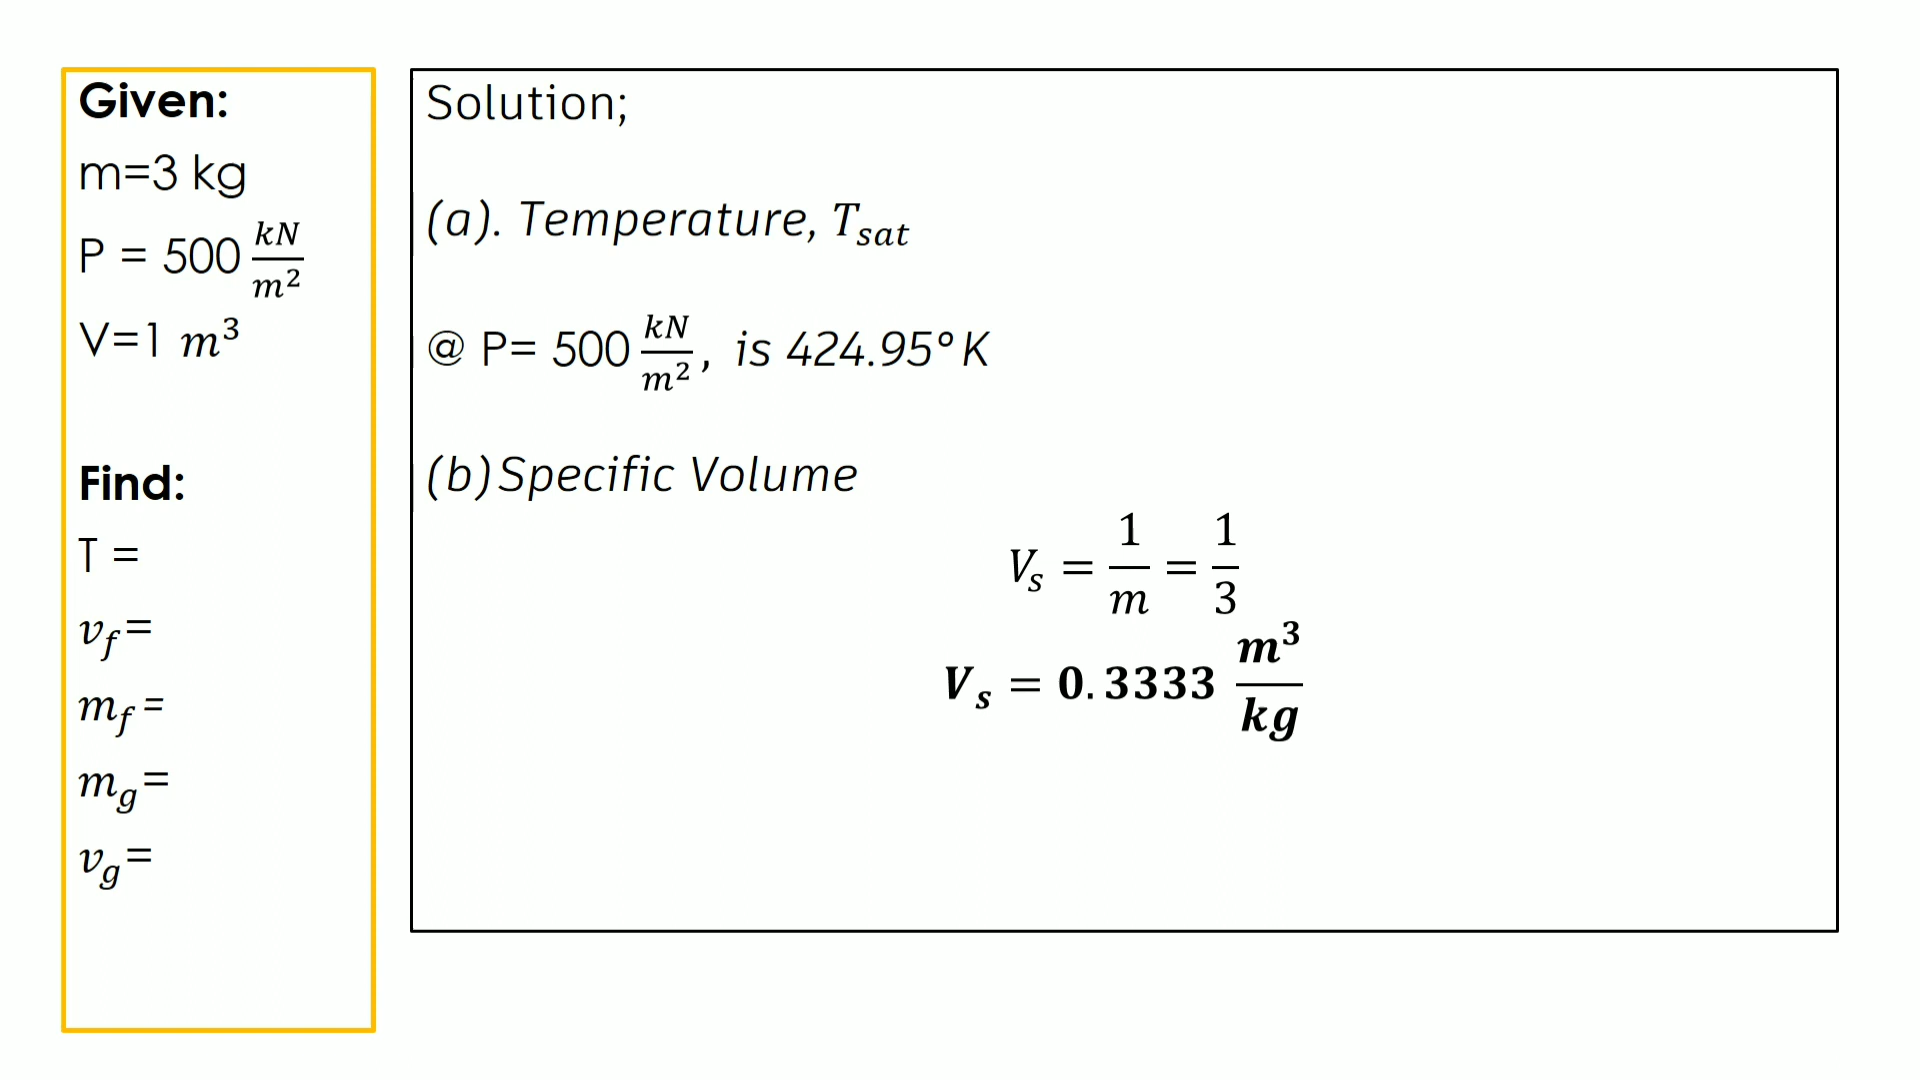 Given:
m=3 kg
P = 500 kN/m²
V=1 m³
Find:
T =
v_f=
m_f=
m_g=
v_g=
Solution;
(a). Temperature, T_sat
@ P= 500 kN/m², is 424.95°K
(b)Specific Volume
V_s = 1/m = 1/3
V_s = 0.3333 m³/kg